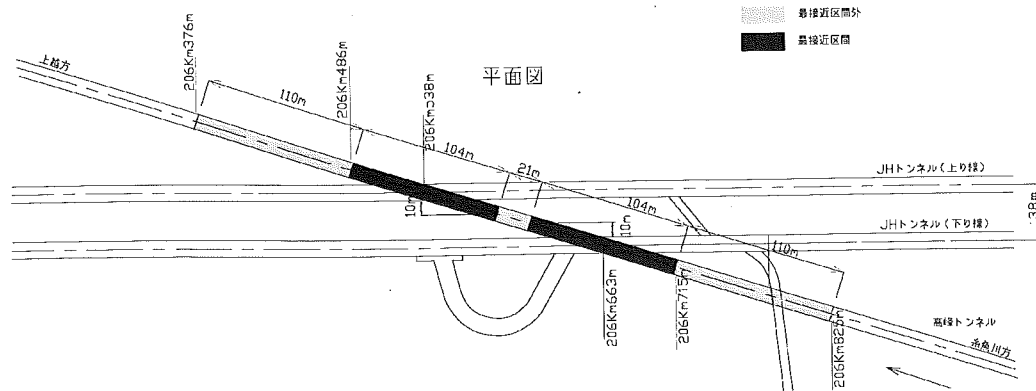 最接近区間外
最接近区間
平面図
上越方
206Km376m
206Km486m
206Km538m
110m
104m
21m
104m
110m
JHトンネル(上り線)
JHトンネル(下り線)
10m
10m
38m
206Km663m
206Km715m
206Km825m
高峰トンネル
糸魚川方